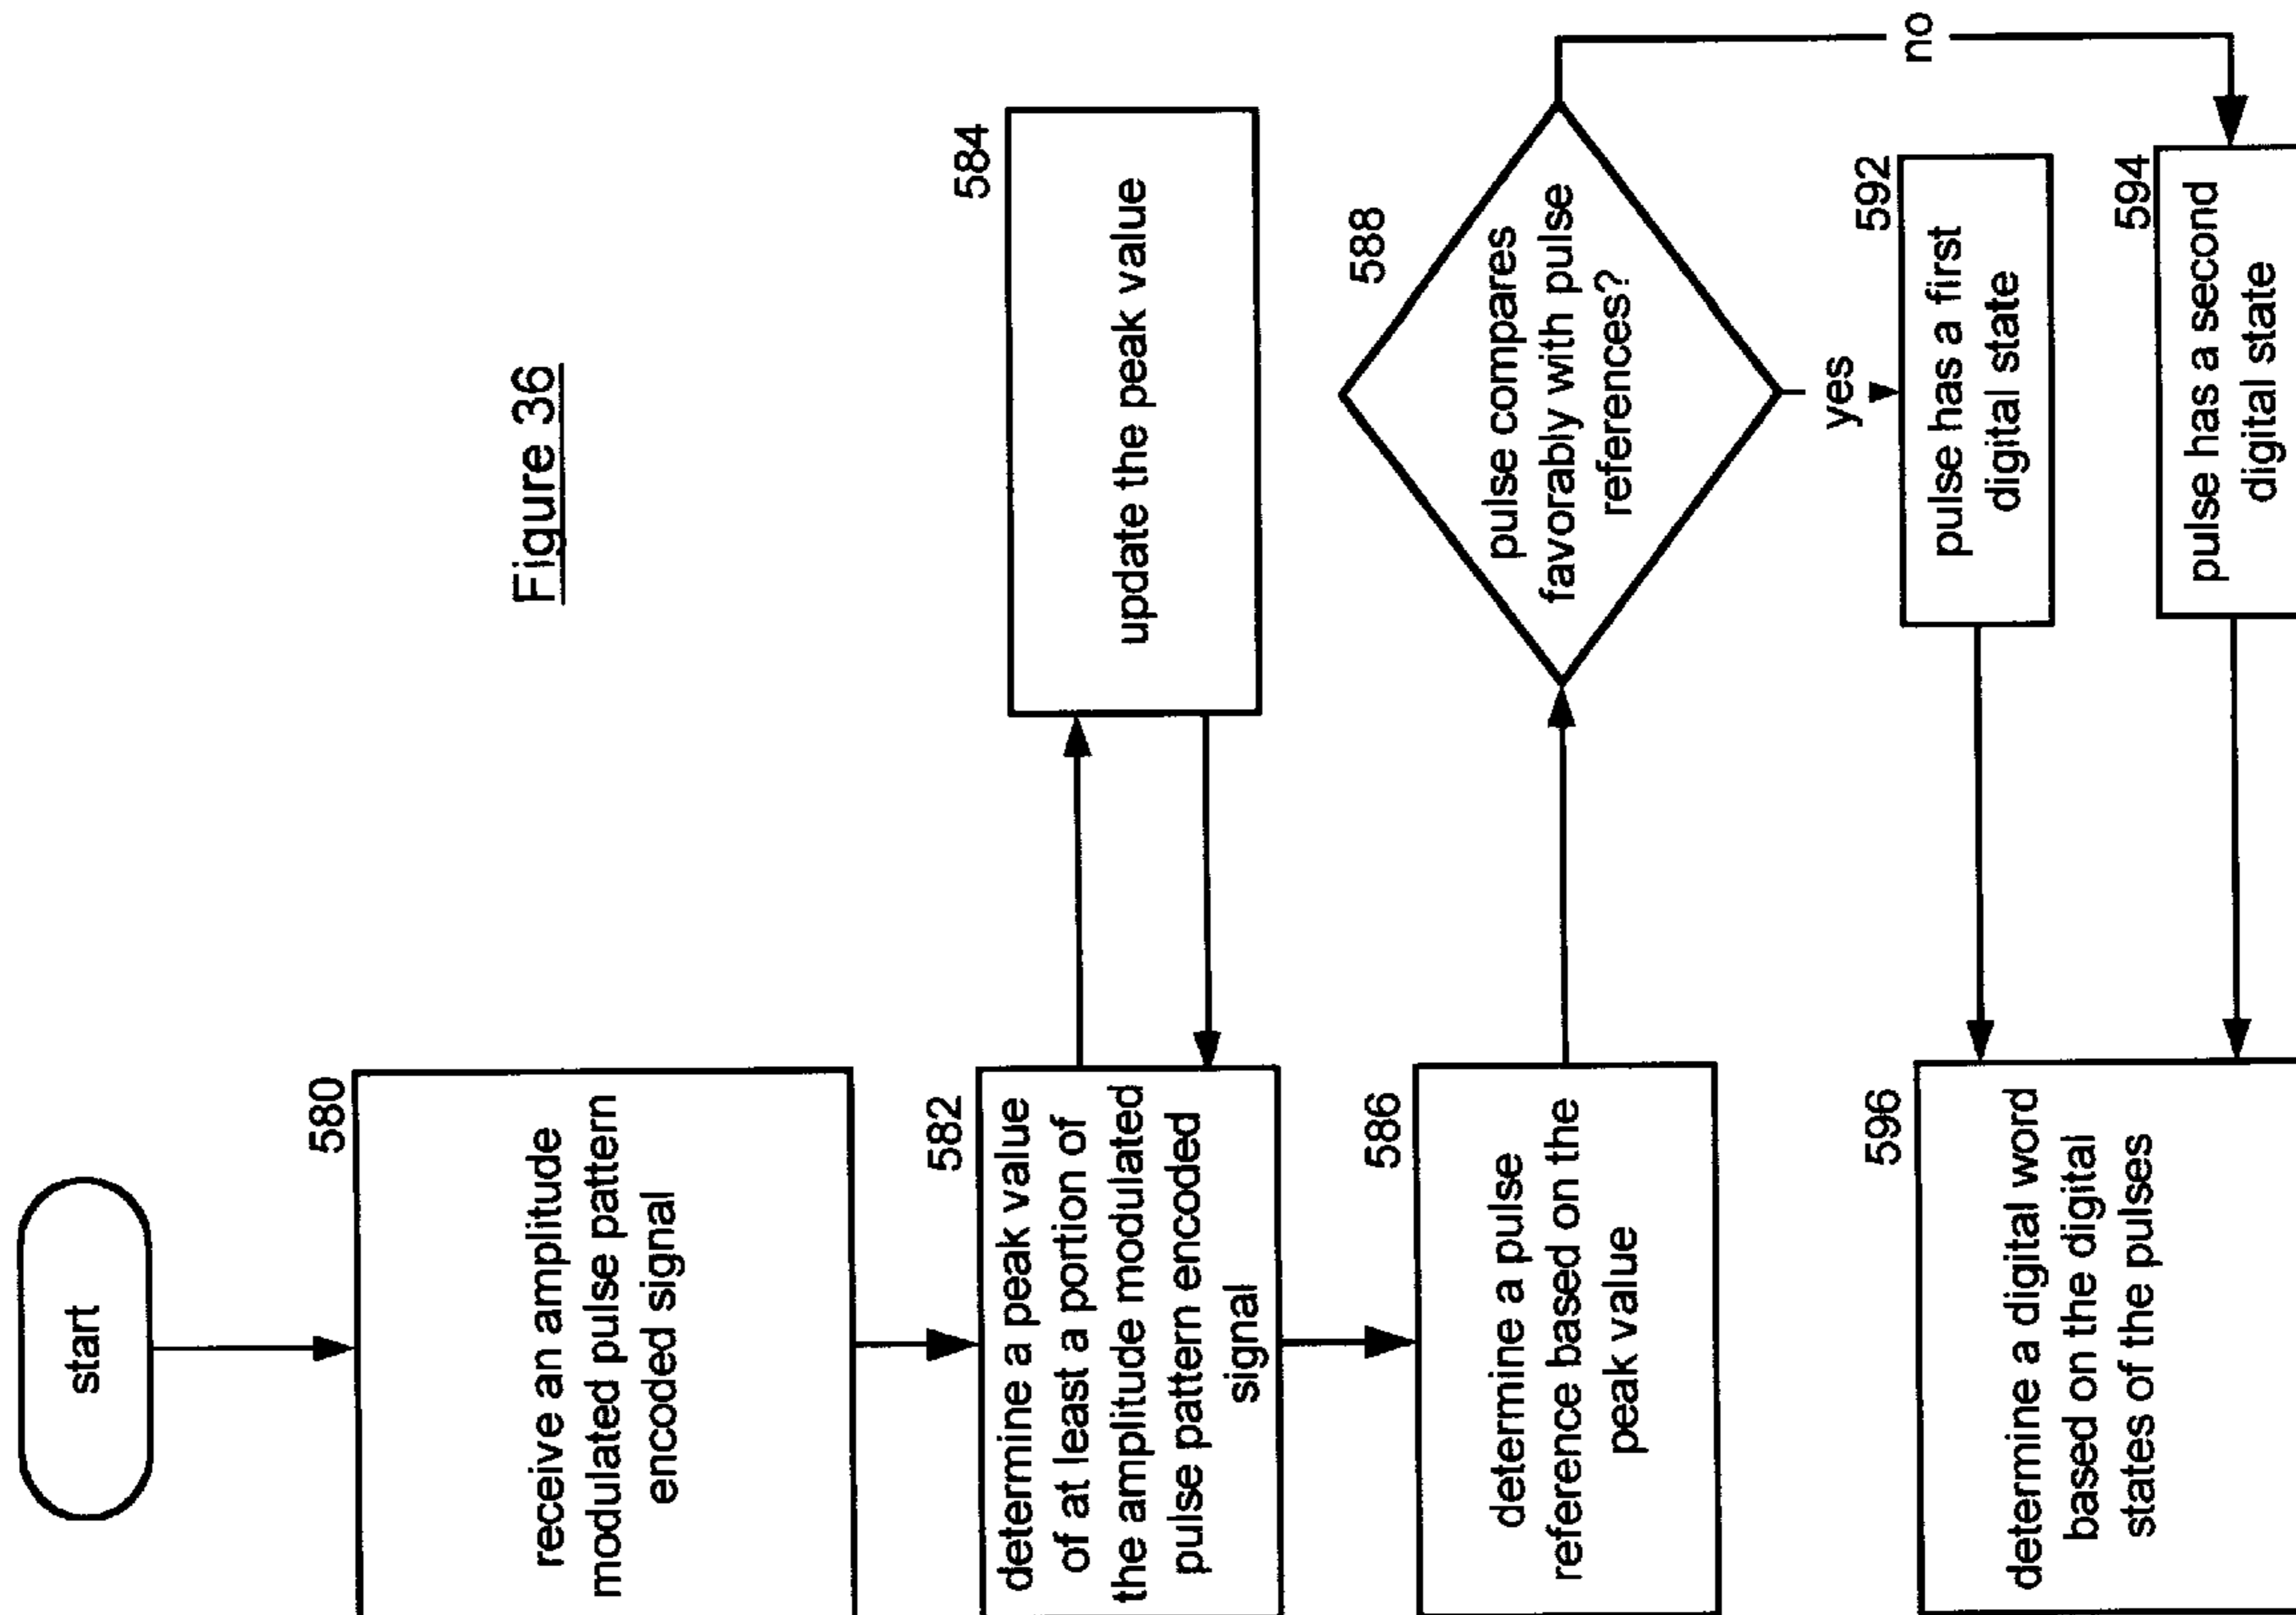 Figure 36
start
580
receive an amplitude
modulated pulse pattern
encoded signal
582
determine a peak value
of at least a portion of
the amplitude modulated
pulse pattern encoded
signal
584
update the peak value
586
determine a pulse
reference based on the
peak value
588
pulse compares
favorably with pulse
references?
yes
no
592
pulse has a first
digital state
594
pulse has a second
digital state
596
determine a digital word
based on the digital
states of the pulses